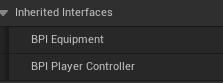 Inherited Interfaces
BPI Equipment
BPI Player Controller